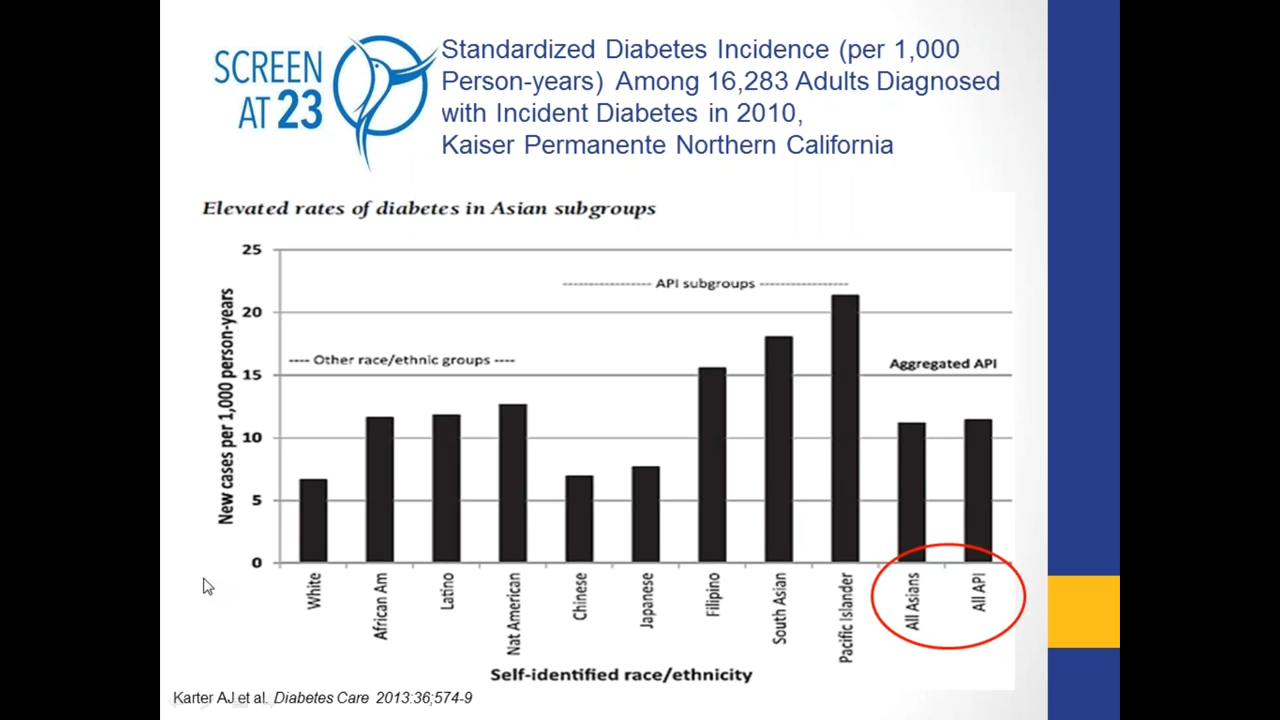 SCREEN
AT 23
Standardized Diabetes Incidence (per 1,000
Person-years) Among 16,283 Adults Diagnosed
with Incident Diabetes in 2010,
Kaiser Permanente Northern California
Elevated rates of diabetes in Asian subgroups
New cases per 1,000 person-years
25
20
15
10
5
0
---- Other race/ethnic groups ----
---------------- API subgroups ----------------
Aggregated API
White
African Am
Latino
Nat American
Chinese
Japanese
Filipino
South Asian
Pacific Islander
All Asians
All API
Self-identified race/ethnicity
Karter AJ et al. Diabetes Care 2013:36;574-9